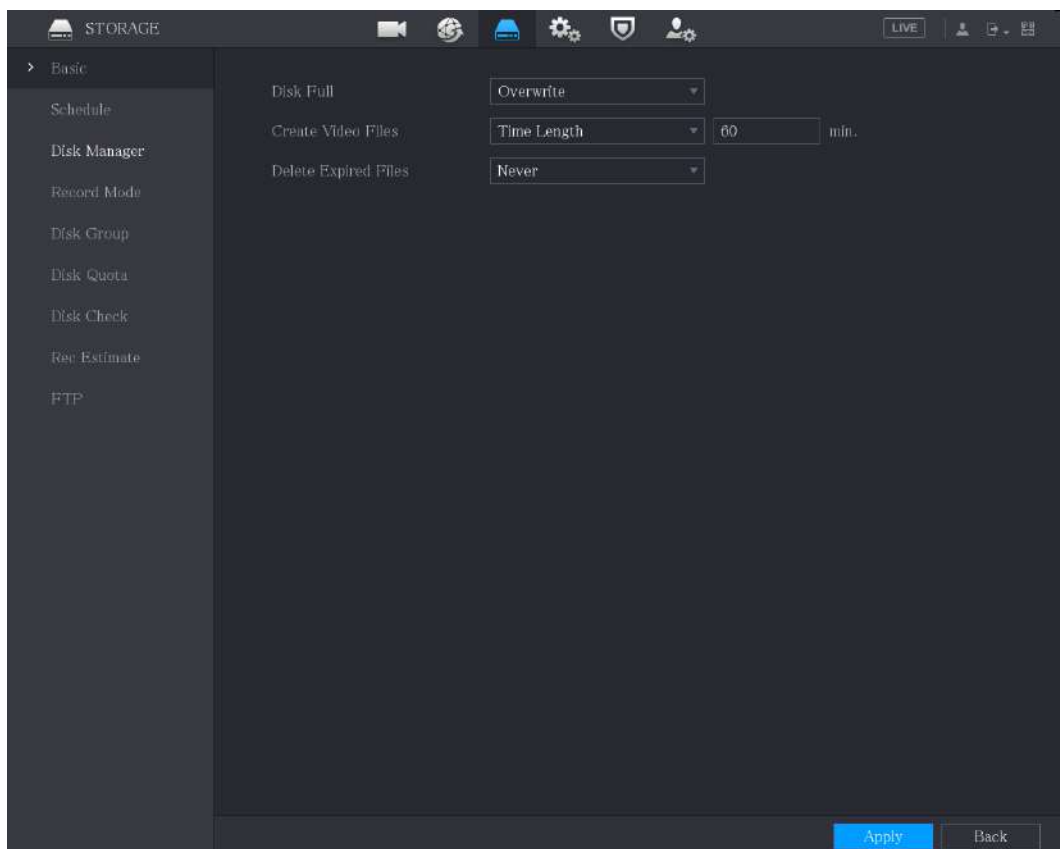 STORAGE
LIVE
Basic
Schedule
Disk Manager
Record Mode
Disk Group
Disk Quota
Disk Check
Rec Estimate
FTP
Disk Full Overwrite
Create Video Files Time Length 60 min.
Delete Expired Files Never
Apply Back